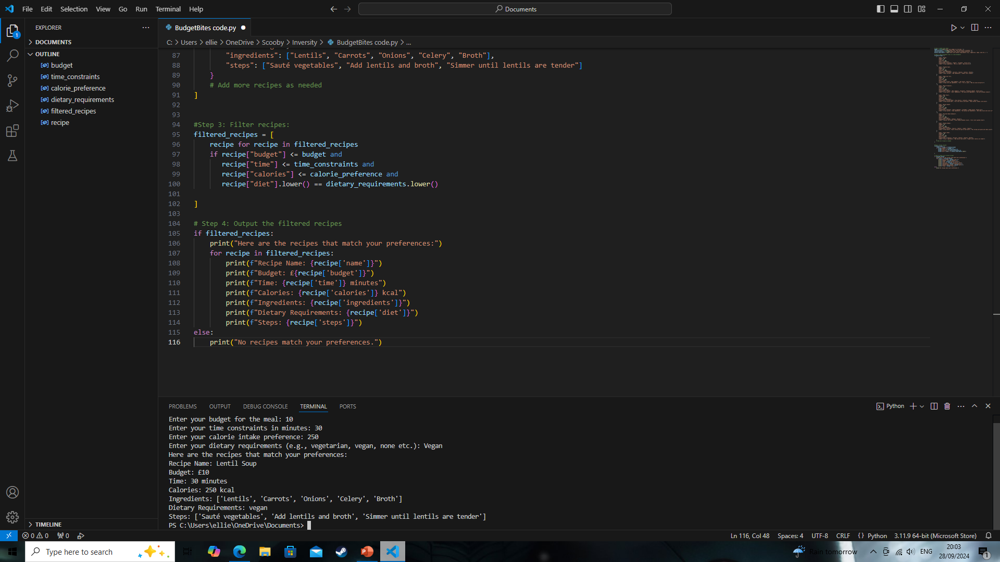 File Edit Selection View Go Run Terminal Help
Documents
EXPLORER
DOCUMENTS
OUTLINE
budget
time_constraints
calorie_preference
dietary_requirements
filtered_recipes
recipe
TIMELINE
BudgetBites code.py
C: > Users > ellie > OneDrive > Scooby > Inversity > BudgetBites code.py > ...
87 "ingredients": ["Lentils", "Carrots", "Onions", "Celery", "Broth"],
88 "steps": ["Sauté vegetables", "Add lentils and broth", "Simmer until lentils are tender"]
89 }
90 # Add more recipes as needed
91 ]
92
93
94 #Step 3: Filter recipes:
95 filtered_recipes = [
96 recipe for recipe in filtered_recipes
97 if recipe["budget"] <= budget and
98 recipe["time"] <= time_constraints and
99 recipe["calories"] <= calorie_preference and
100 recipe["diet"].lower() == dietary_requirements.lower()
101
102 ]
103
104 # Step 4: Output the filtered recipes
105 if filtered_recipes:
106 print("Here are the recipes that match your preferences:")
107 for recipe in filtered_recipes:
108 print(f"Recipe Name: {recipe['name']}")
109 print(f"Budget: £{recipe['budget']}")
110 print(f"Time: {recipe['time']} minutes")
111 print(f"Calories: {recipe['calories']} kcal")
112 print(f"Ingredients: {recipe['ingredients']}")
113 print(f"Dietary Requirements: {recipe['diet']}")
114 print(f"Steps: {recipe['steps']}")
115 else:
116 print("No recipes match your preferences.")
PROBLEMS OUTPUT DEBUG CONSOLE TERMINAL PORTS
Python
Enter your budget for the meal: 10
Enter your time constraints in minutes: 30
Enter your calorie intake preference: 250
Enter your dietary requirements (e.g., vegetarian, vegan, none etc.): Vegan
Here are the recipes that match your preferences:
Recipe Name: Lentil Soup
Budget: £10
Time: 30 minutes
Calories: 250 kcal
Ingredients: ['Lentils', 'Carrots', 'Onions', 'Celery', 'Broth']
Dietary Requirements: vegan
Steps: ['Sauté vegetables', 'Add lentils and broth', 'Simmer until lentils are tender']
PS C:\Users\ellie\OneDrive\Documents>
0 0 0 Ln 116, Col 48 Spaces: 4 UTF-8 CRLF {} Python 3.11.9 64-bit (Microsoft Store)
Type here to search
Rain tomorrow
ENG
20:03
28/09/2024